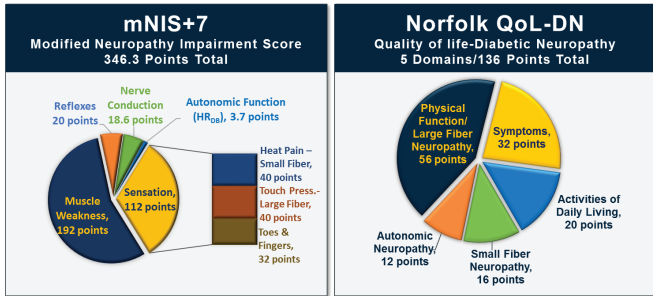 mNIS+7
Modified Neuropathy Impairment Score
346.3 Points Total
Reflexes
20 points
Nerve
Conduction
18.6 points
Autonomic Function
(HRDB), 3.7 points
Muscle
Weakness,
192 points
Sensation,
112 points
Heat Pain –
Small Fiber,
40 points
Touch Press.-
Large Fiber,
40 points
Toes &
Fingers,
32 points
Norfolk QoL-DN
Quality of life-Diabetic Neuropathy
5 Domains/136 Points Total
Physical
Function/
Large Fiber
Neuropathy,
56 points
Symptoms,
32 points
Activities of
Daily Living,
20 points
Small Fiber
Neuropathy,
16 points
Autonomic
Neuropathy,
12 points